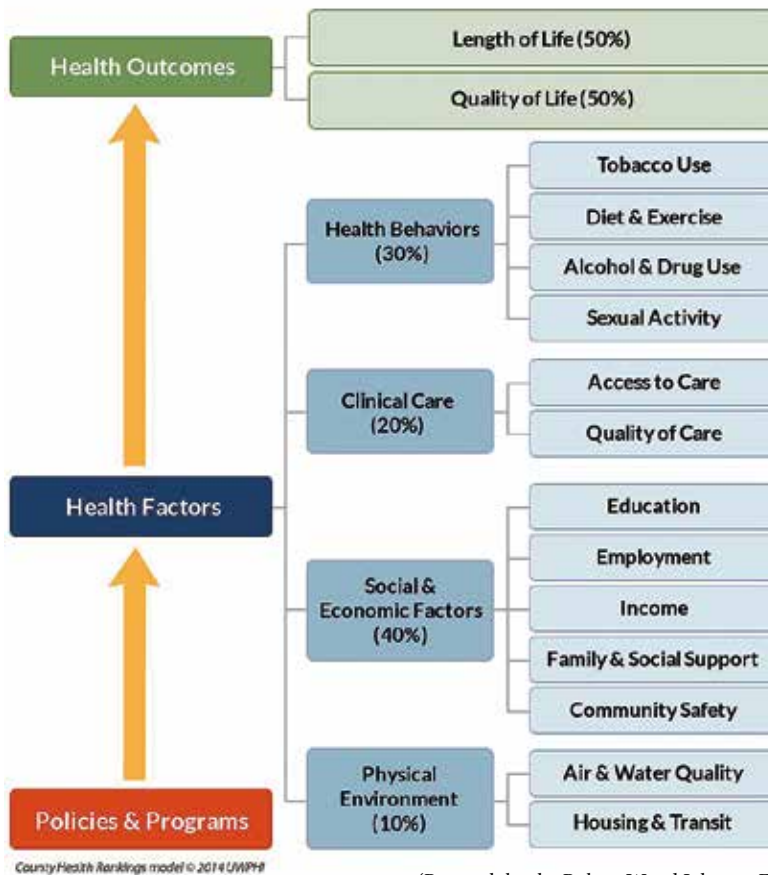 Health Outcomes
Length of Life (50%)
Quality of Life (50%)
Health Behaviors
(30%)
Tobacco Use
Diet & Exercise
Alcohol & Drug Use
Sexual Activity
Clinical Care
(20%)
Access to Care
Quality of Care
Health Factors
Social &
Economic Factors
(40%)
Education
Employment
Income
Family & Social Support
Community Safety
Physical
Environment
(10%)
Air & Water Quality
Housing & Transit
Policies & Programs
County Health Rankings model © 2014 UWPHI